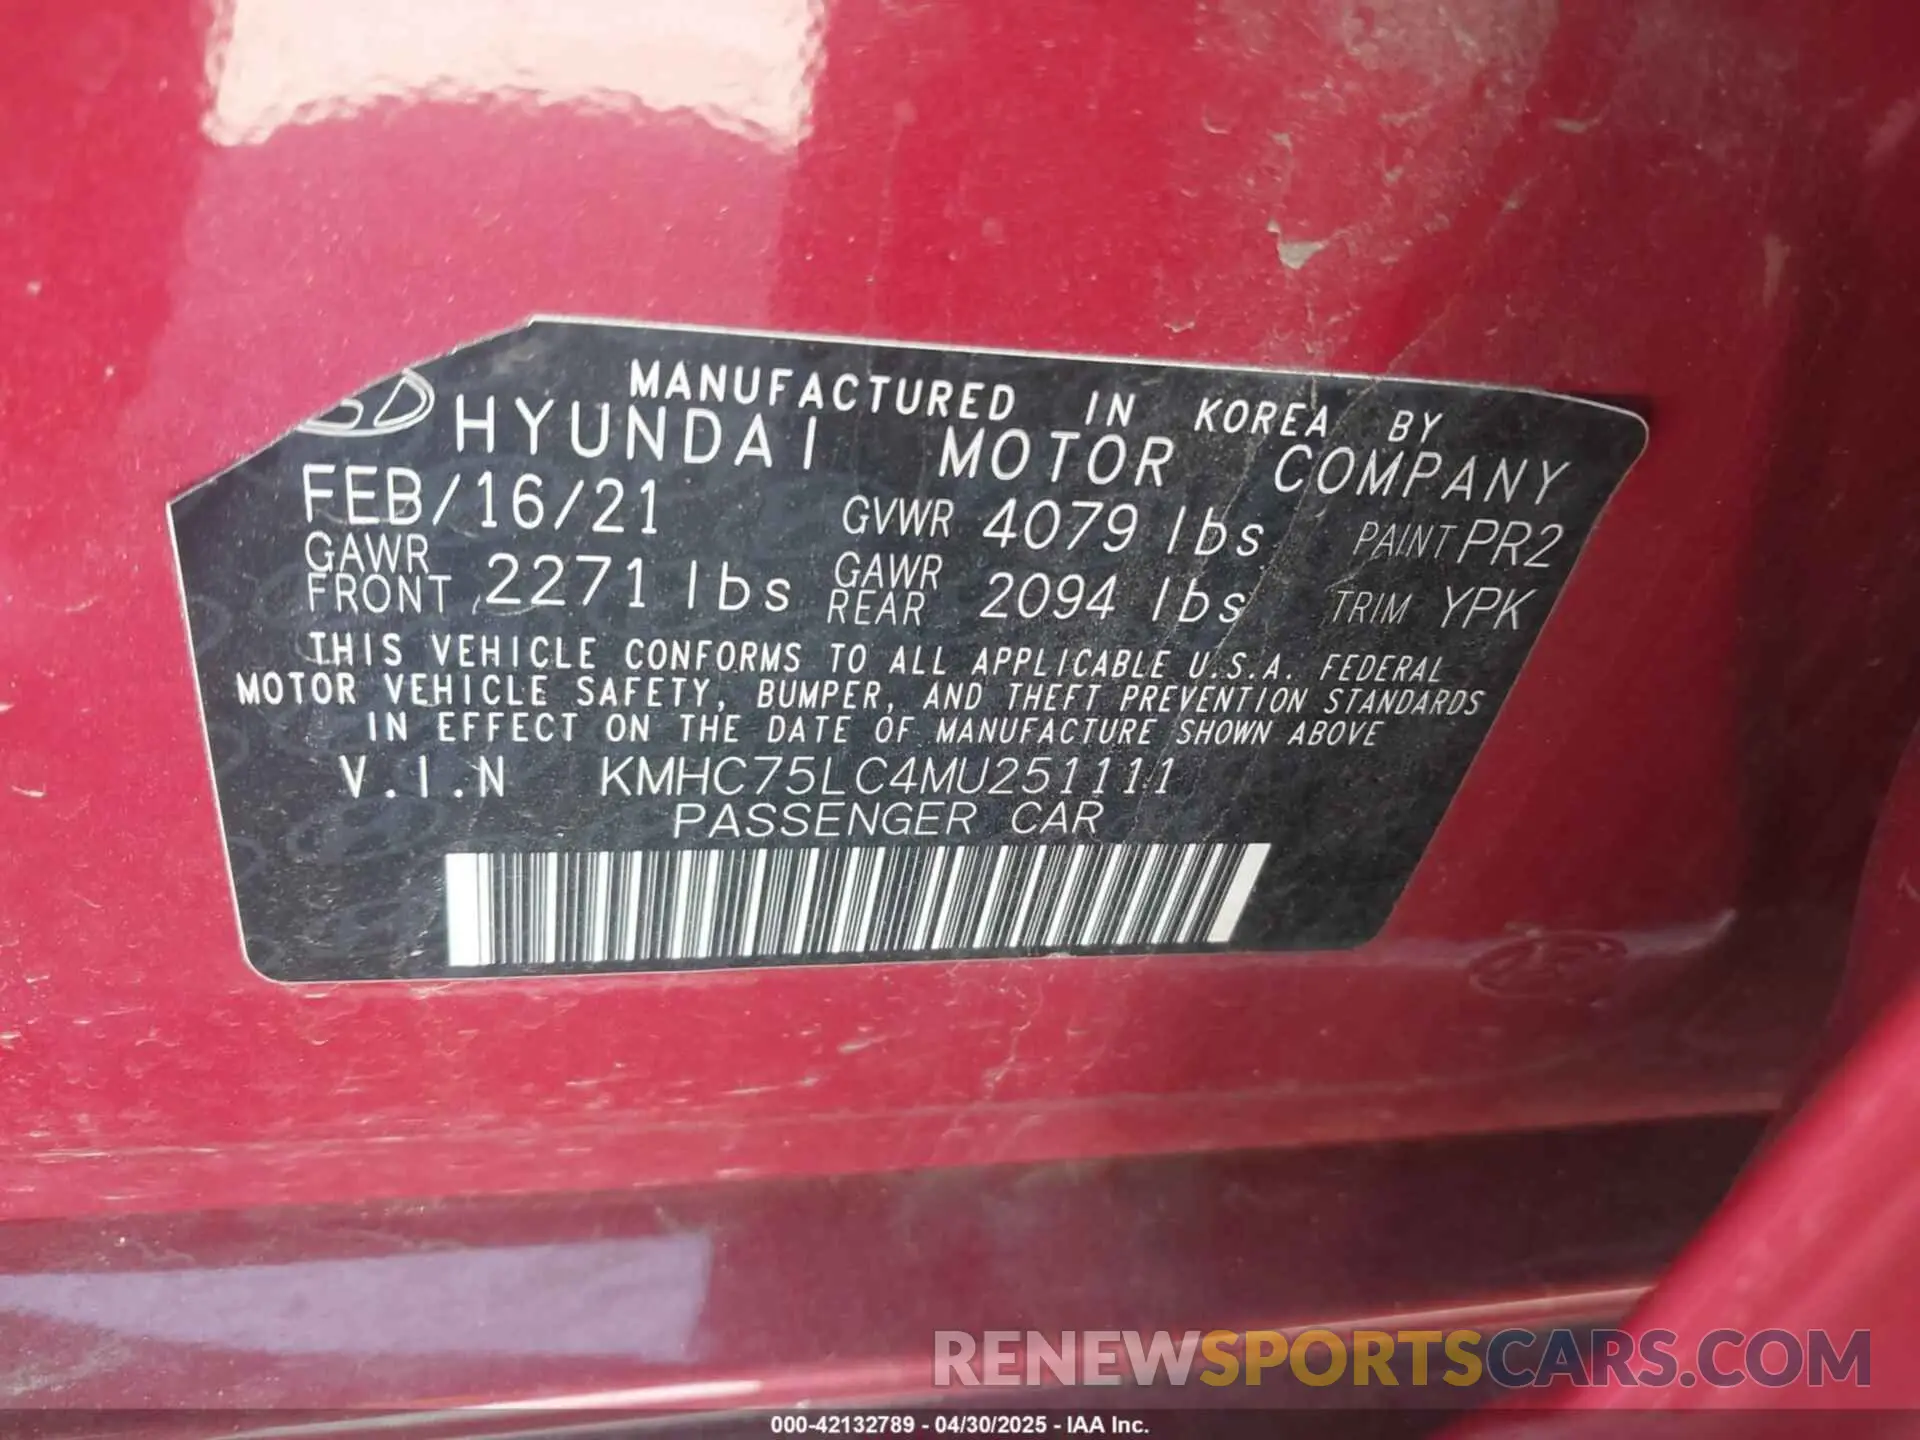 MANUFACTURED IN KOREA BY
HYUNDAI MOTOR COMPANY
FEB/16/21 GVWR 4079 lbs PAINT PR2
GAWR FRONT 2271 lbs GAWR REAR 2094 lbs TRIM YPK
THIS VEHICLE CONFORMS TO ALL APPLICABLE U.S.A. FEDERAL
MOTOR VEHICLE SAFETY, BUMPER, AND THEFT PREVENTION STANDARDS
IN EFFECT ON THE DATE OF MANUFACTURE SHOWN ABOVE
V.I.N KMHC75LC4MU251111
PASSENGER CAR
RENEWSPORTSCARS.COM
000-42132789 - 04/30/2025 - IAA Inc.